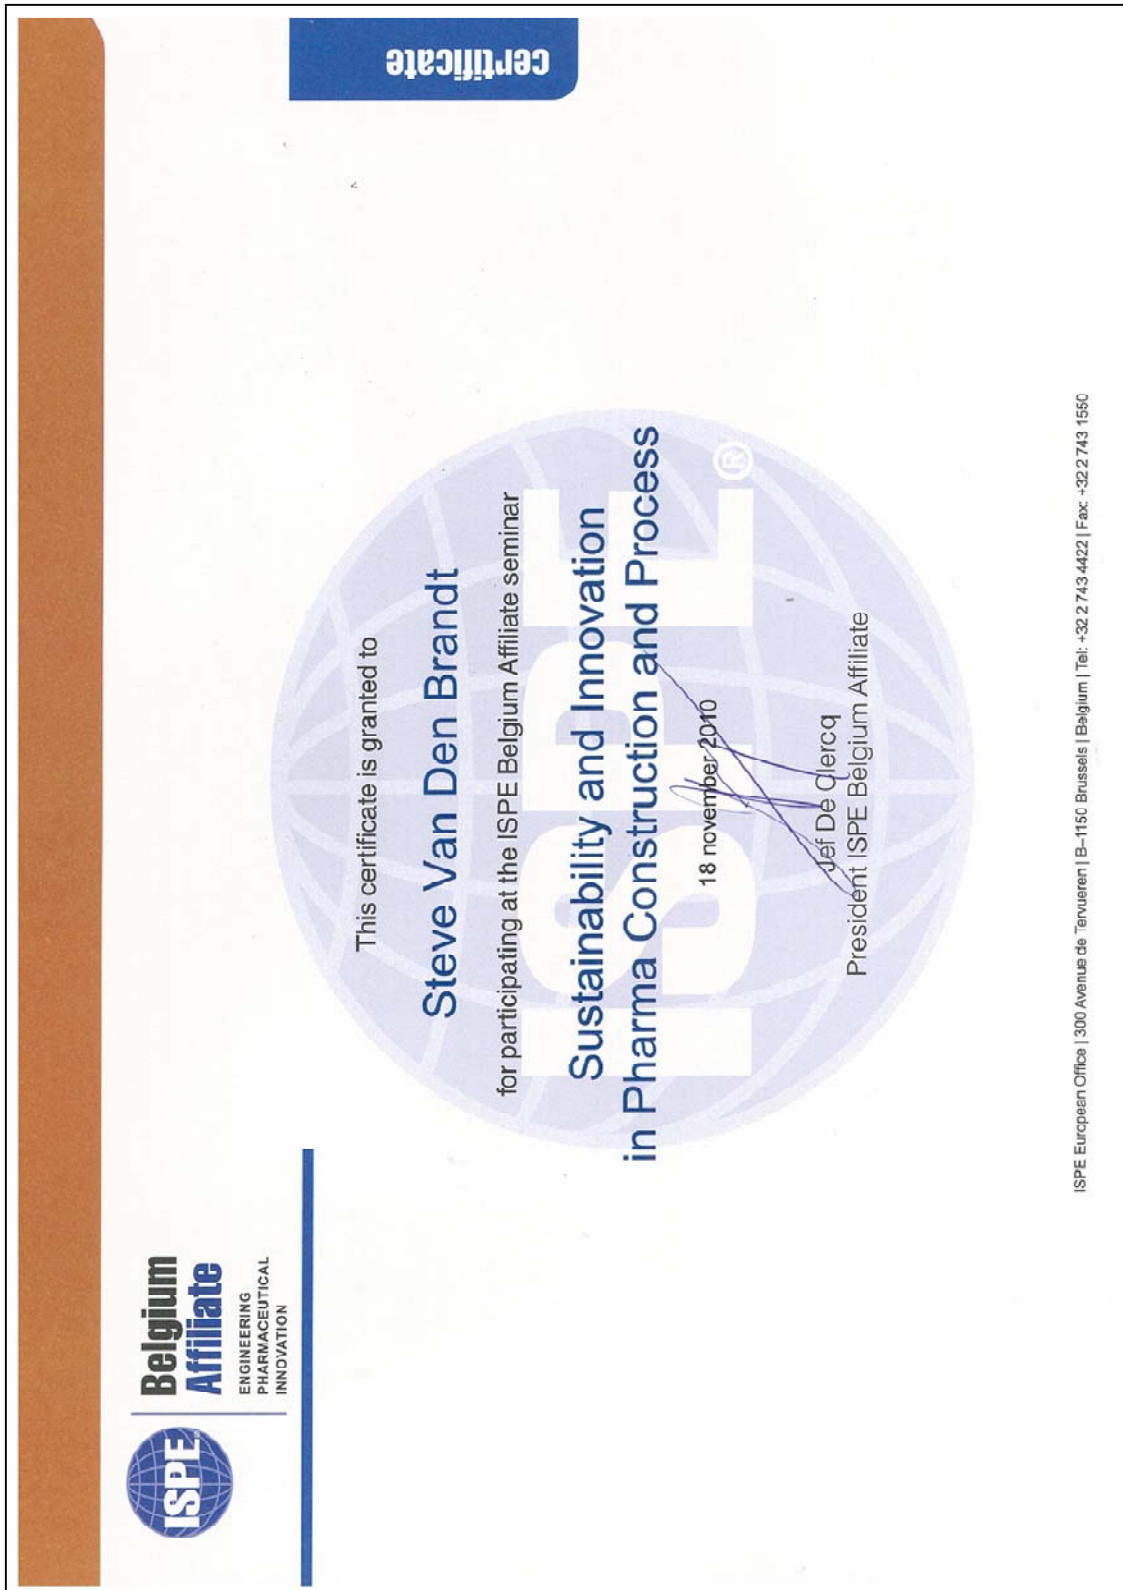 ISPE
Belgium
Affiliate
ENGINEERING
PHARMACEUTICAL
INNOVATION
certificate
This certificate is granted to
Steve Van Den Brandt
for participating at the ISPE Belgium Affiliate seminar
Sustainability and Innovation
in Pharma Construction and Process
ISPE®
18 november 2010
Jef De Clercq
President ISPE Belgium Affiliate
ISPE European Office | 300 Avenue de Tervueren | B–1150 Brussels | Belgium | Tel: +32 2 743 4422 | Fax: +32 2 743 1550